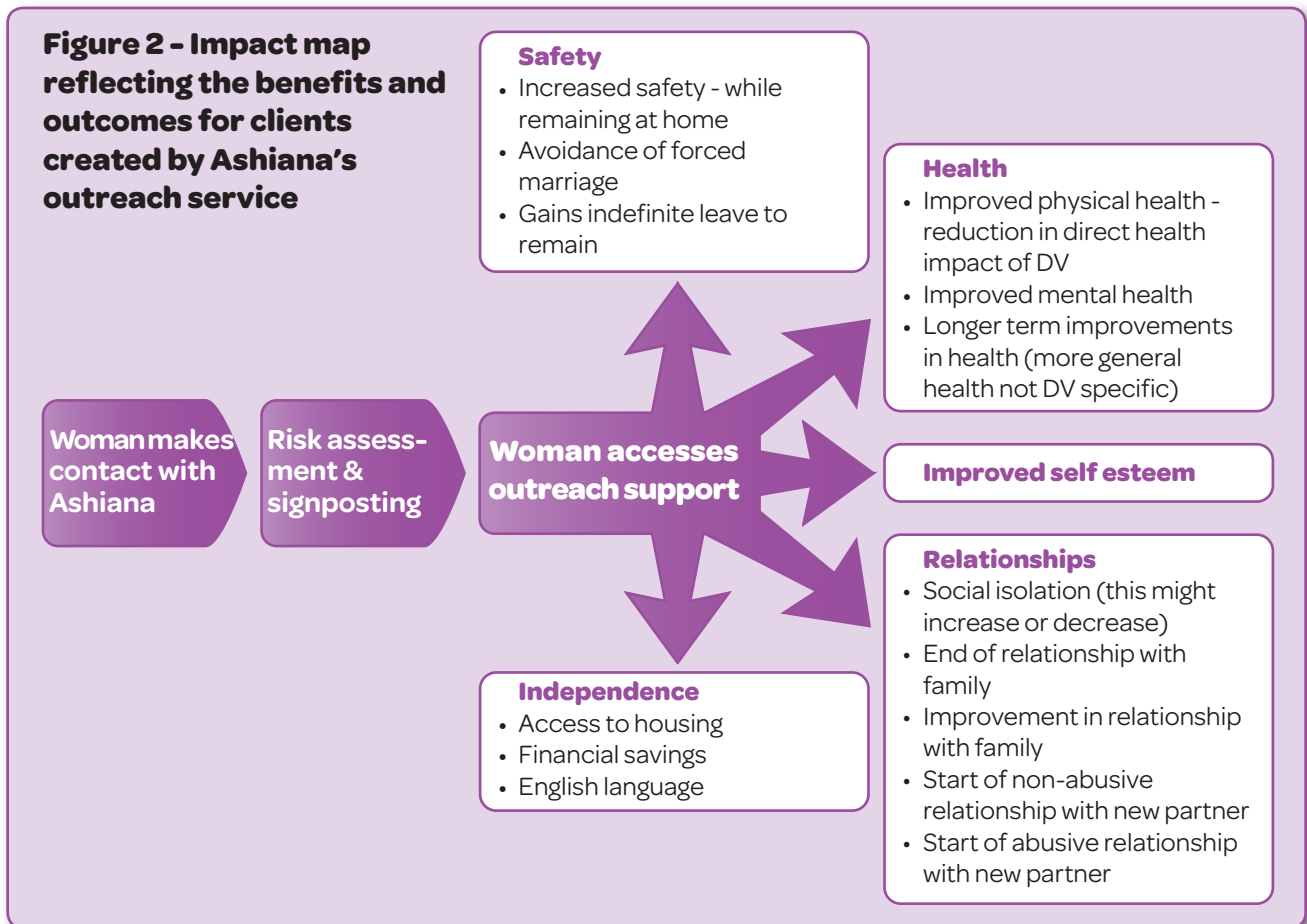 Figure 2 - Impact map
reflecting the benefits and
outcomes for clients
created by Ashiana's
outreach service
Safety
• Increased safety - while
remaining at home
• Avoidance of forced
marriage
• Gains indefinite leave to
remain
Health
• Improved physical health -
reduction in direct health
impact of DV
• Improved mental health
• Longer term improvements
in health (more general
health not DV specific)
Woman makes
contact with
Ashiana
Risk assess-
ment &
signposting
Woman accesses
outreach support
Improved self esteem
Relationships
• Social isolation (this might
increase or decrease)
• End of relationship with
family
• Improvement in relationship
with family
• Start of non-abusive
relationship with new partner
• Start of abusive relationship
with new partner
Independence
• Access to housing
• Financial savings
• English language